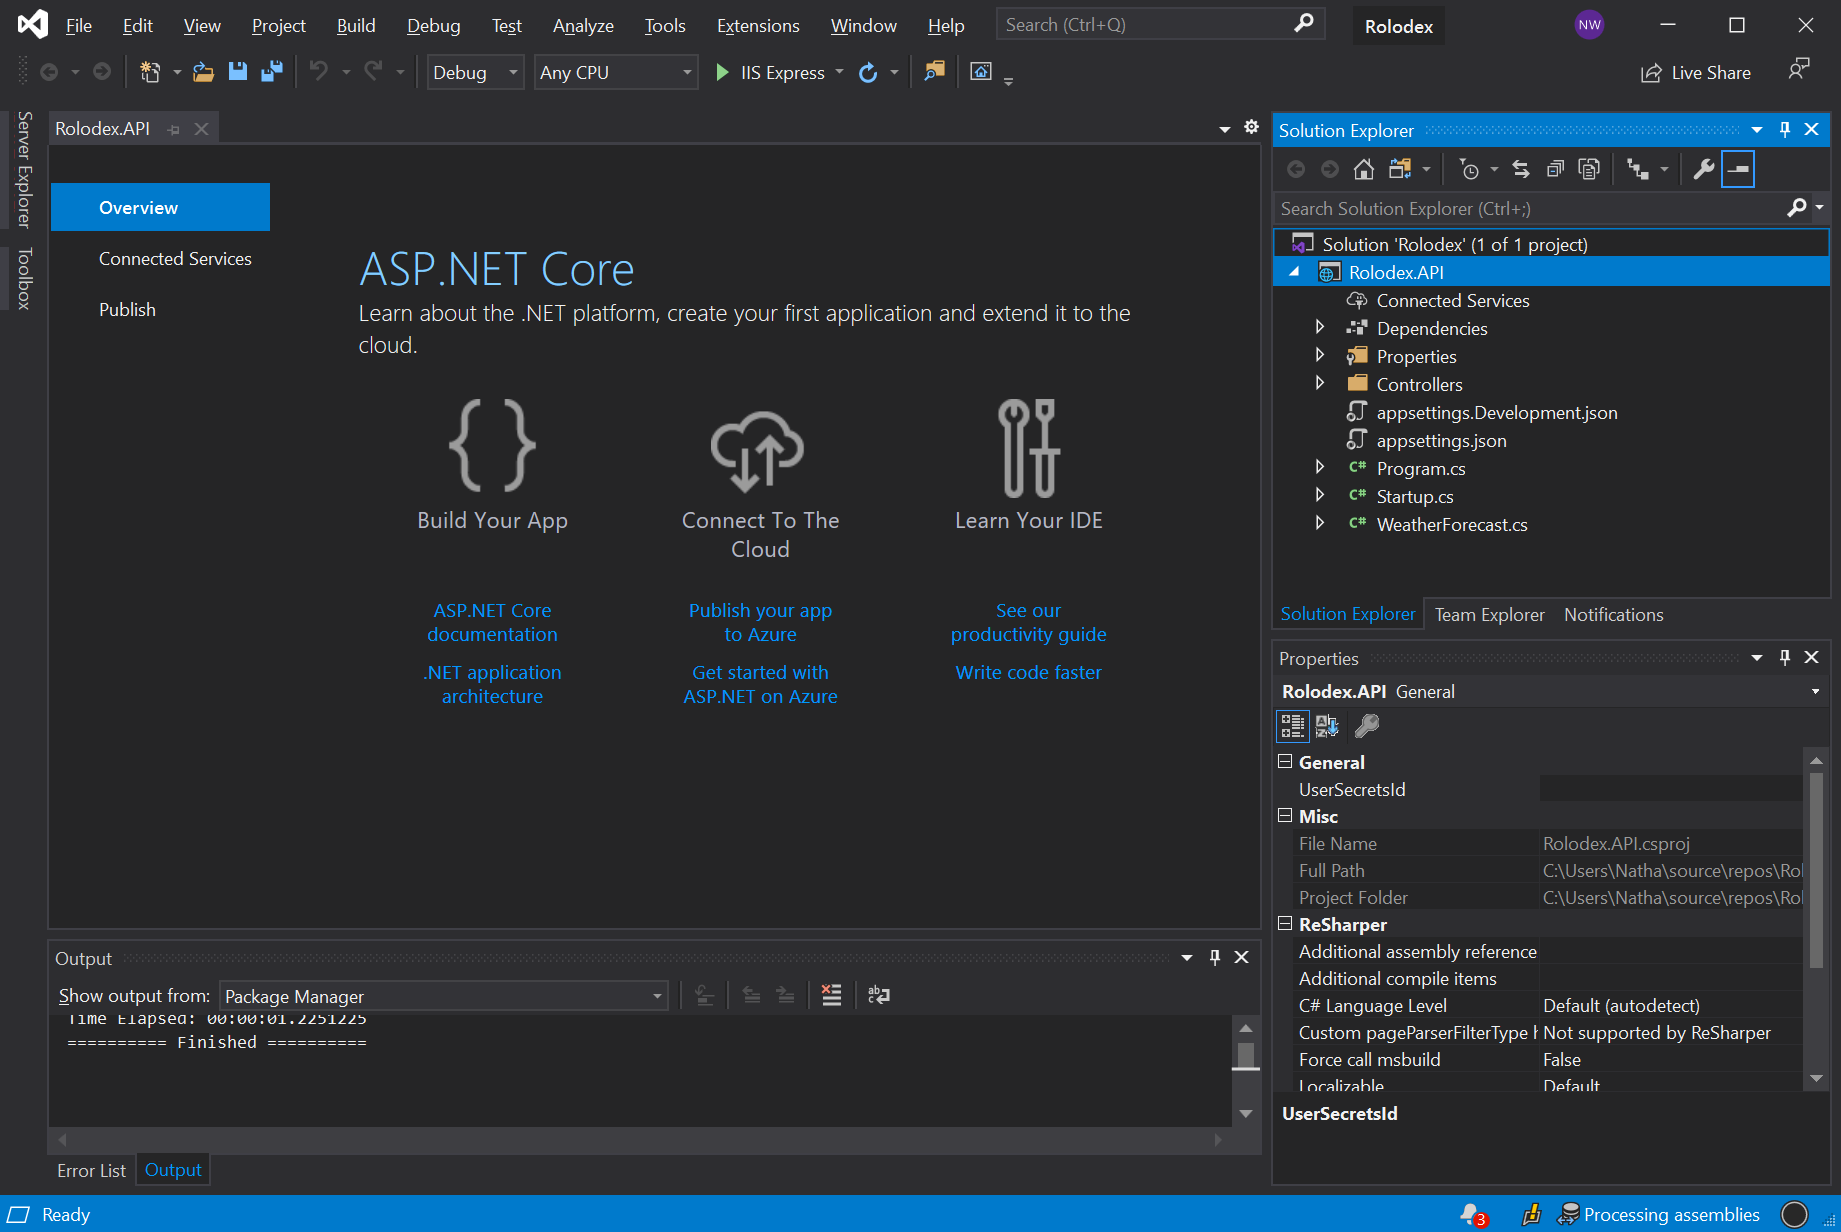 File Edit View Project Build Debug Test Analyze Tools Extensions Window Help Search (Ctrl+Q) Rolodex NW
Debug Any CPU IIS Express Live Share
Server Explorer
Toolbox
Rolodex.API
Overview
Connected Services
Publish
ASP.NET Core
Learn about the .NET platform, create your first application and extend it to the
cloud.
Build Your App
Connect To The
Cloud
Learn Your IDE
ASP.NET Core
documentation
.NET application
architecture
Publish your app
to Azure
Get started with
ASP.NET on Azure
See our
productivity guide
Write code faster
Output
Show output from: Package Manager
Time Elapsed: 00:00:01.2251225
========== Finished ==========
Error List Output
Solution Explorer
Search Solution Explorer (Ctrl+;)
Solution 'Rolodex' (1 of 1 project)
Rolodex.API
Connected Services
Dependencies
Properties
Controllers
appsettings.Development.json
appsettings.json
C# Program.cs
C# Startup.cs
C# WeatherForecast.cs
Solution Explorer Team Explorer Notifications
Properties
Rolodex.API General
General
UserSecretsId
Misc
File Name Rolodex.API.csproj
Full Path C:\Users\Natha\source\repos\Rol
Project Folder C:\Users\Natha\source\repos\Rol
ReSharper
Additional assembly reference
Additional compile items
C# Language Level Default (autodetect)
Custom pageParserFilterType h Not supported by ReSharper
Force call msbuild False
Localizable Default
UserSecretsId
Ready 3 Processing assemblies